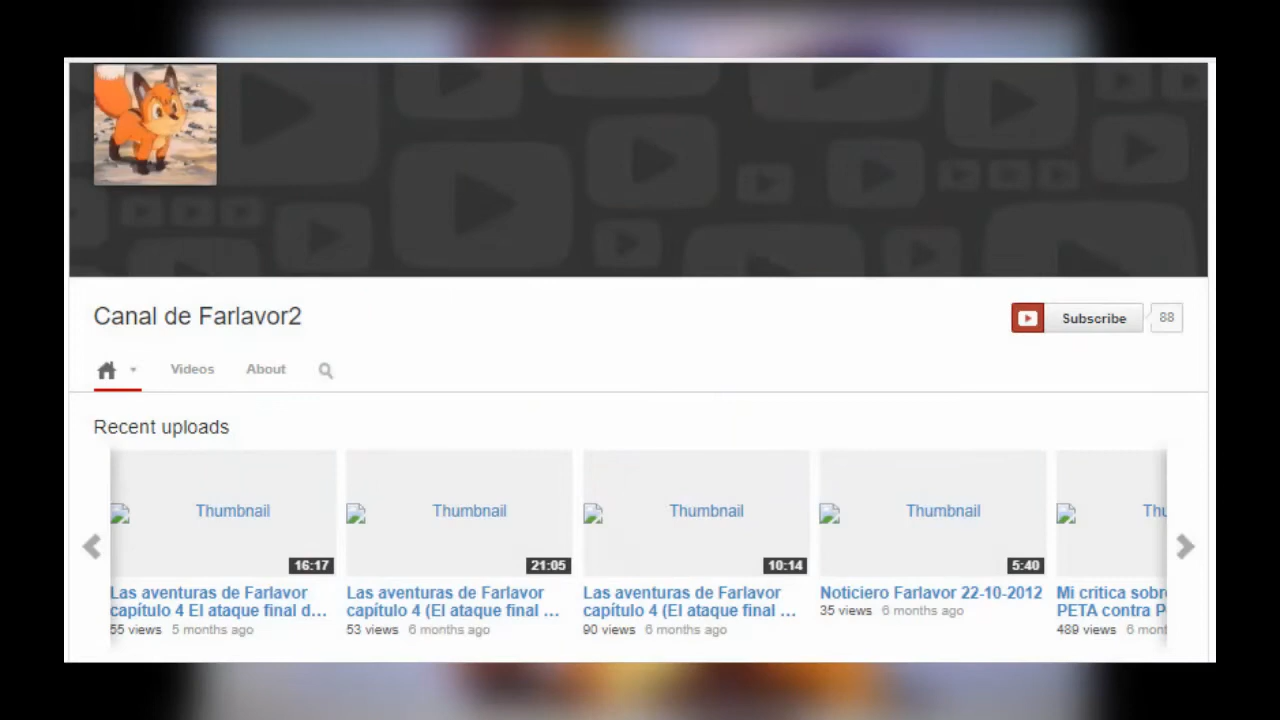 Canal de Farlavor2
Subscribe 88
Videos About
Recent uploads
Thumbnail Thumbnail Thumbnail Thumbnail
16:17 21:05 10:14 5:40
Las aventuras de Farlavor
capítulo 4 El ataque final d...
55 views 5 months ago
Las aventuras de Farlavor
capítulo 4 (El ataque final ...
53 views 6 months ago
Las aventuras de Farlavor
capítulo 4 (El ataque final ...
90 views 6 months ago
Noticiero Farlavor 22-10-2012
35 views 6 months ago
Mi critica
PETA contra
489 views 6